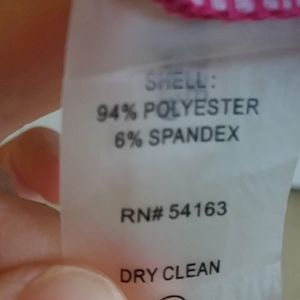 SHELL:
94% POLYESTER
6% SPANDEX
RN# 54163
DRY CLEAN